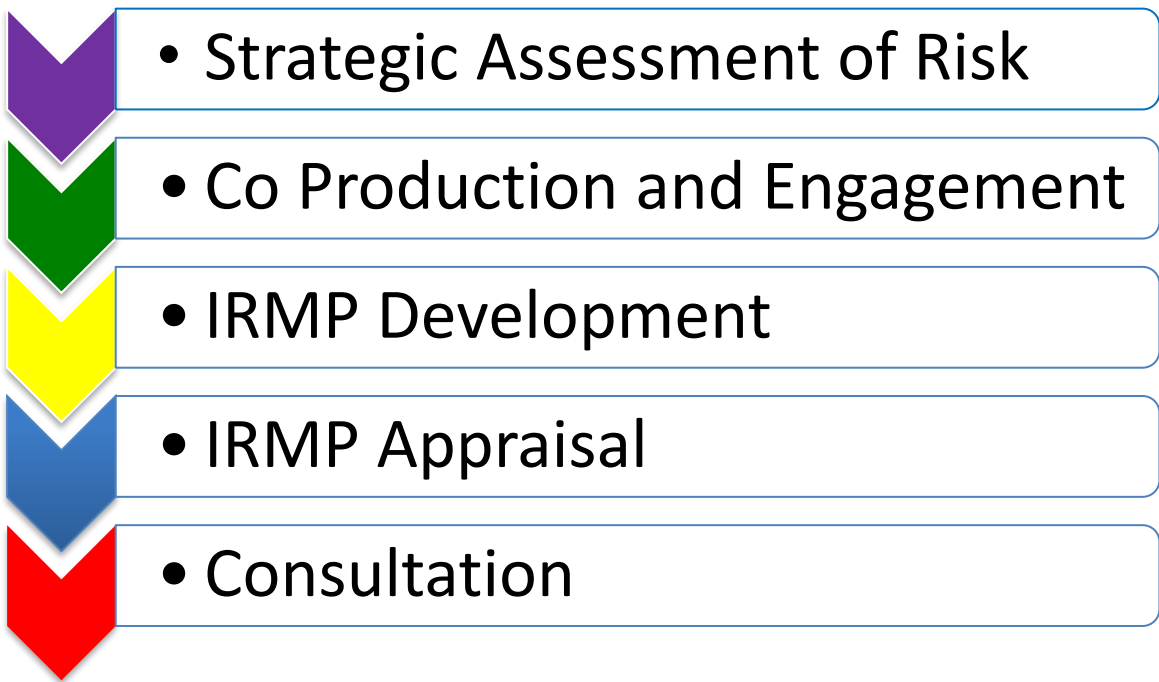 • Strategic Assessment of Risk
• Co Production and Engagement
• IRMP Development
• IRMP Appraisal
• Consultation